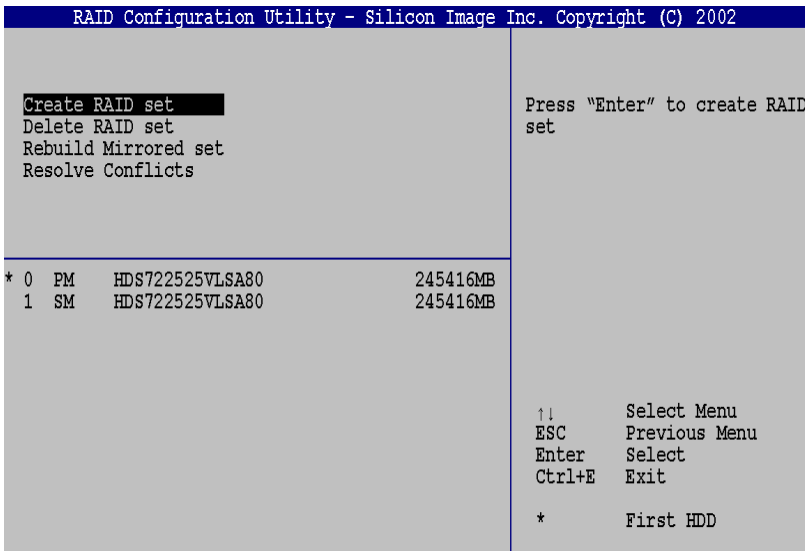 RAID Configuration Utility - Silicon Image Inc. Copyright (C) 2002
Create RAID set
Delete RAID set
Rebuild Mirrored set
Resolve Conflicts
Press “Enter” to create RAID
set
* 0 PM HDS722525VLSA80 245416MB
1 SM HDS722525VLSA80 245416MB
↑↓ Select Menu
ESC Previous Menu
Enter Select
Ctrl+E Exit
* First HDD